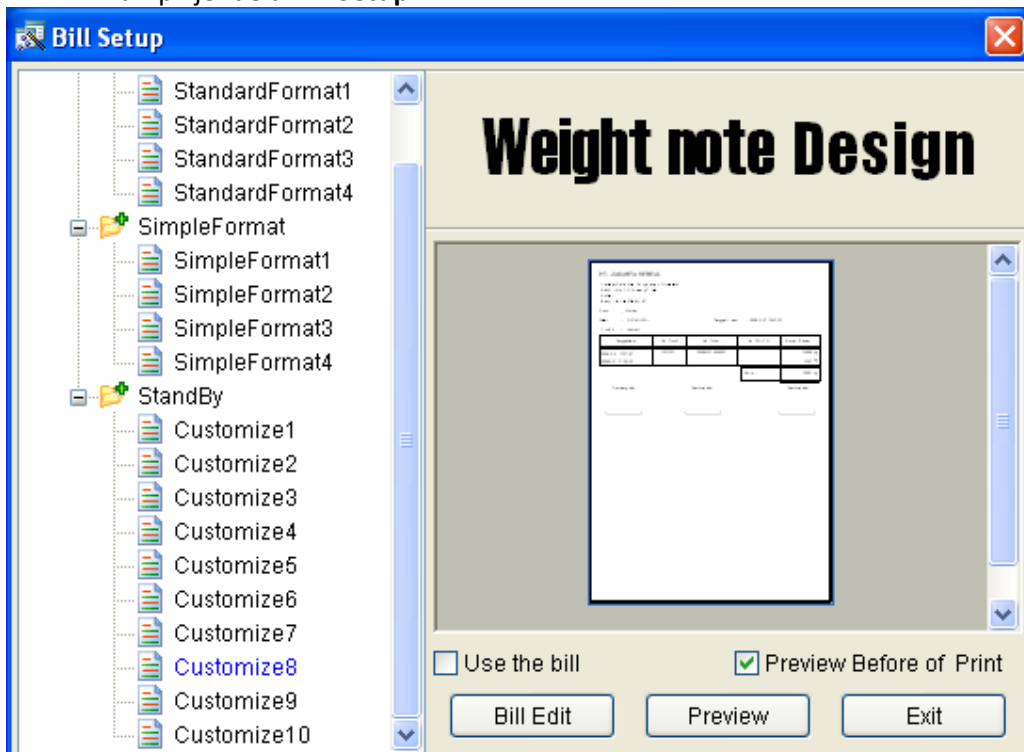 Bill Setup
StandardFormat1
StandardFormat2
StandardFormat3
StandardFormat4
SimpleFormat
SimpleFormat1
SimpleFormat2
SimpleFormat3
SimpleFormat4
StandBy
Customize1
Customize2
Customize3
Customize4
Customize5
Customize6
Customize7
Customize8
Customize9
Customize10
Weight note Design
Use the bill
Preview Before of Print
Bill Edit
Preview
Exit